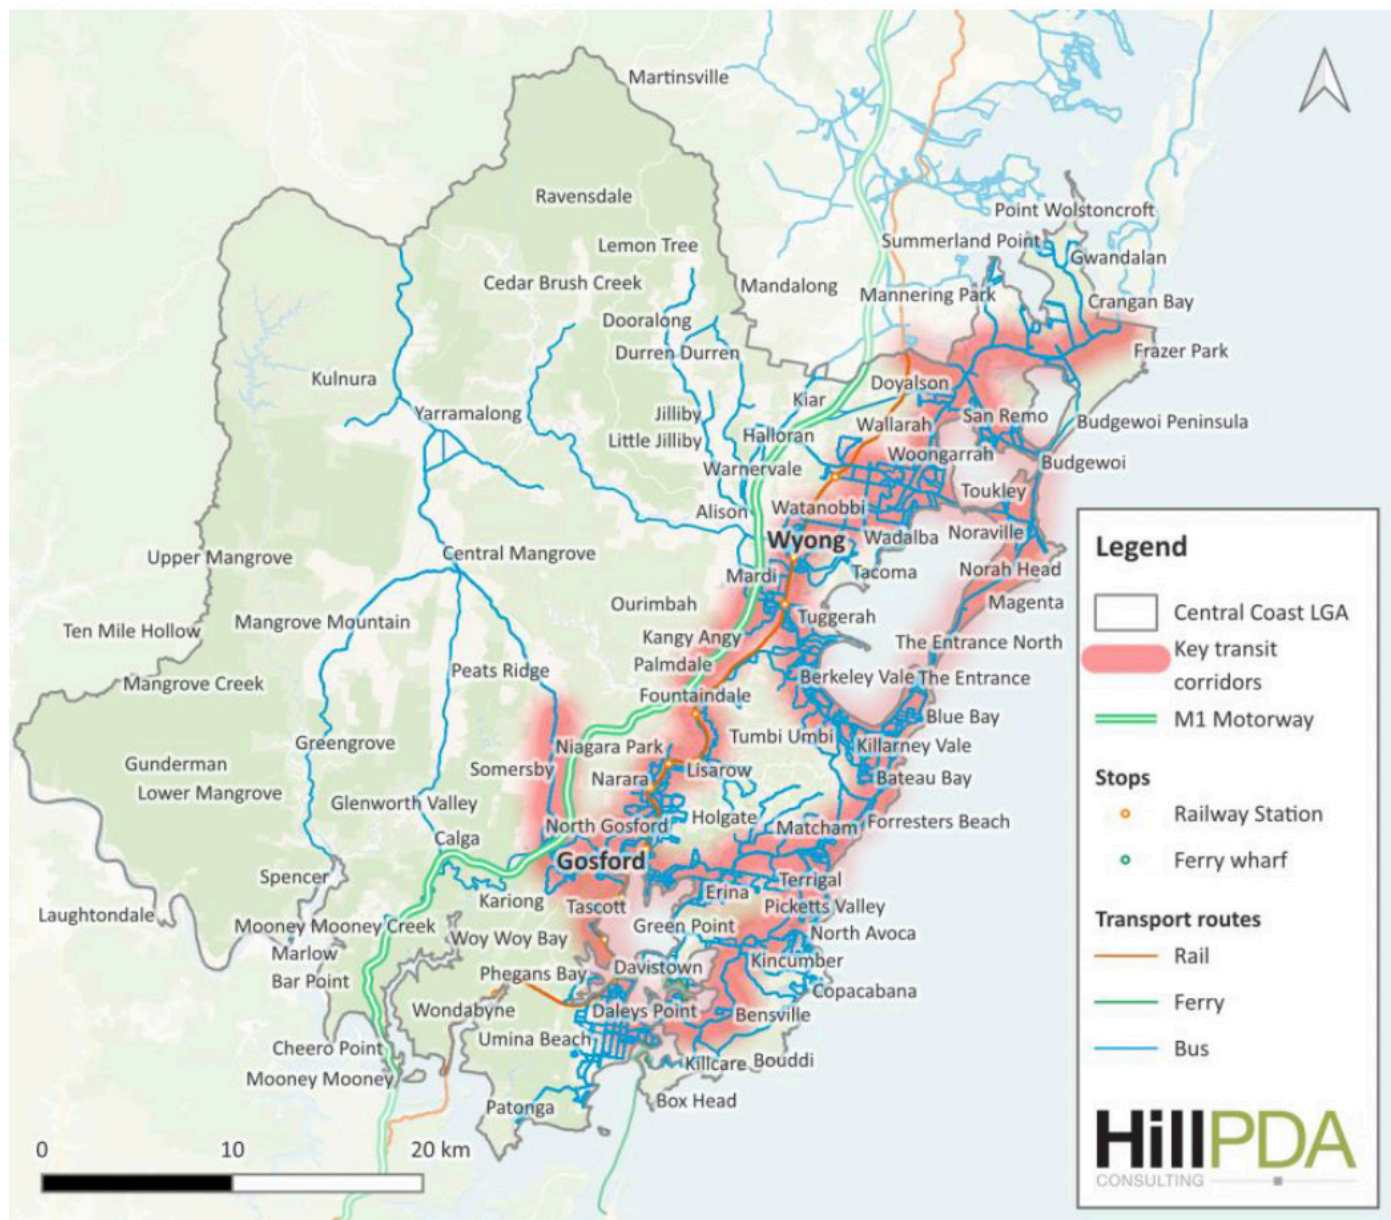 Martinsville
Ravensdale
Point Wolstoncroft
Lemon Tree
Summerland Point
Gwandalan
Cedar Brush Creek
Mandalong
Mannering Park
Crangan Bay
Dooralong
Durren Durren
Frazer Park
Kulnura
Doyalson
Kiar
Yarramalong
Jilliby
San Remo
Wallarah
Budgewoi Peninsula
Little Jilliby
Halloran
Woongarrah
Budgewoi
Warnervale
Toukley
Alison
Watanobbi
Noraville
Wyong
Wadalba
Upper Mangrove
Central Mangrove
Mardi
Tacoma
Norah Head
Ourimbah
Magenta
Mangrove Mountain
Tuggerah
Ten Mile Hollow
Kangy Angy
The Entrance North
Palmdale
Peats Ridge
Berkeley Vale
The Entrance
Mangrove Creek
Fountaindale
Blue Bay
Greengrove
Niagara Park
Tumbi Umbi
Killarney Vale
Gunderman
Somersby
Narara
Lisarow
Bateau Bay
Lower Mangrove
Glenworth Valley
Holgate
North Gosford
Matcham
Forresters Beach
Calga
Gosford
Spencer
Terrigal
Kariong
Erina
Tascott
Picketts Valley
Laughtondale
Mooney Mooney Creek
Woy Woy Bay
Green Point
North Avoca
Marlow
Kincumber
Bar Point
Phegans Bay
Davistown
Copacabana
Wondabyne
Daleys Point
Bensville
Umina Beach
Cheero Point
Killcare
Bouddi
Mooney Mooney
Patonga
Box Head
0 10 20 km
Legend
Central Coast LGA
Key transit
corridors
M1 Motorway
Stops
Railway Station
Ferry wharf
Transport routes
Rail
Ferry
Bus
HillPDA
CONSULTING